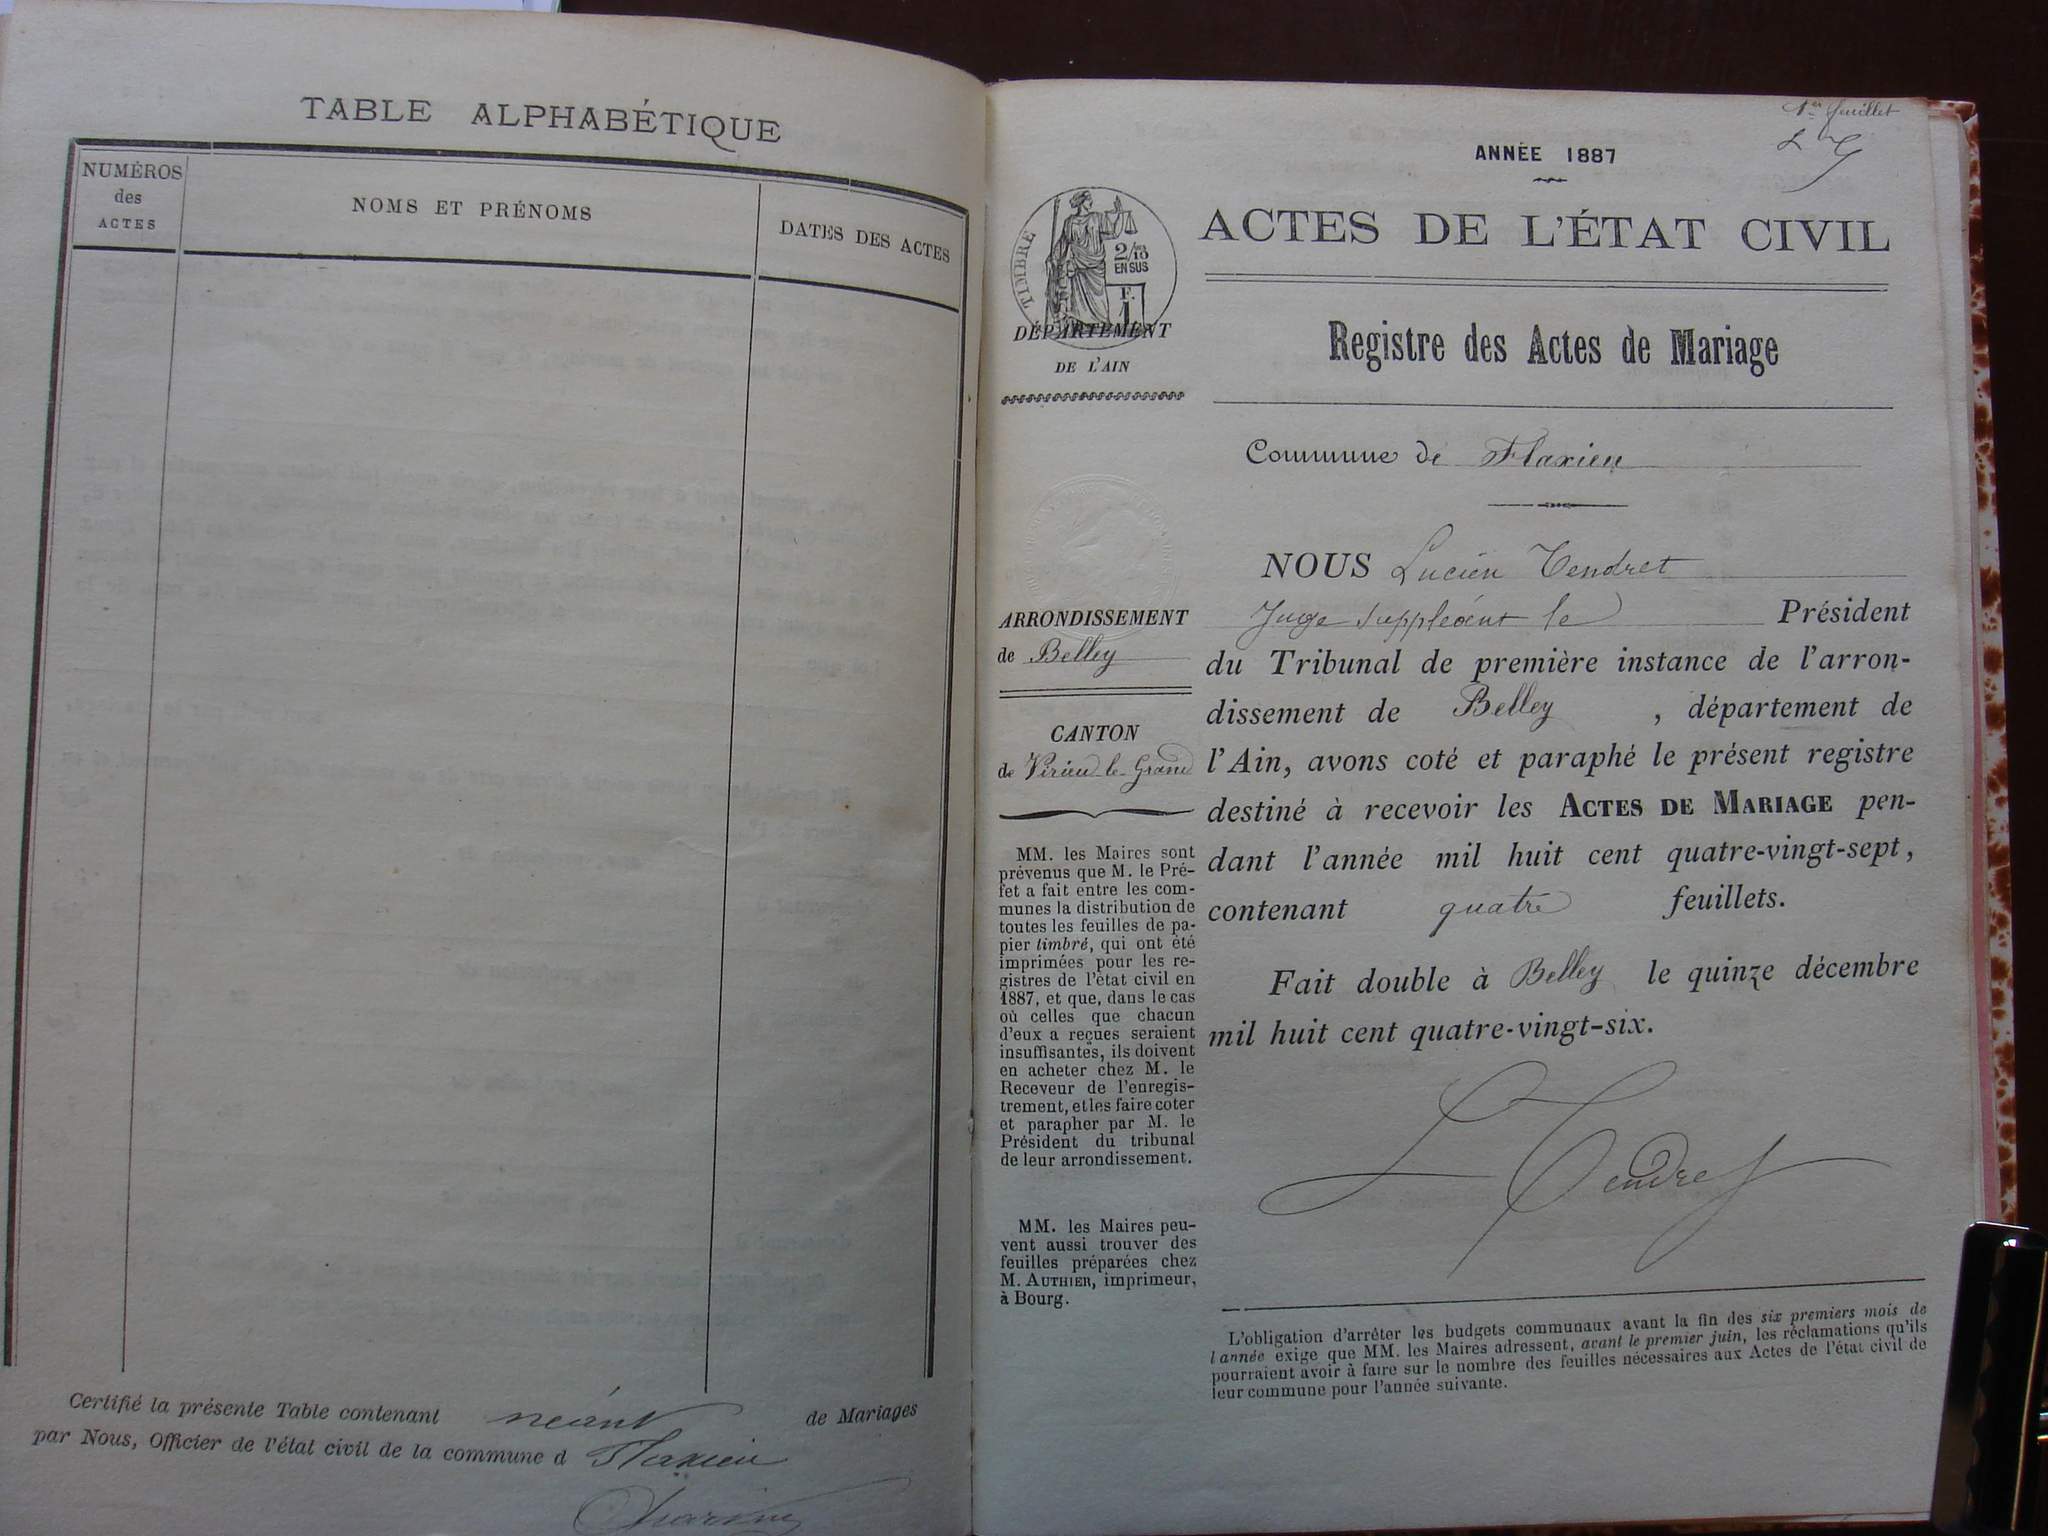 TABLE ALPHABÉTIQUE
NUMÉROS
des
ACTES
NOMS ET PRÉNOMS
DATES DES ACTES
Certifié la présente Table contenant néant de Mariages
par Nous, Officier de l'état civil de la commune d Flaxieu
1er feuillet
L T
ANNÉE 1887
TIMBRE
2/10
EN SUS
F.
1
ACTES DE L'ÉTAT CIVIL
DÉPARTEMENT
DE L'AIN
Registre des Actes de Mariage
Commune de Flaxieu
ARRONDISSEMENT
de Belley
CANTON
de Virieu-le-Grand
MM. les Maires sont
prévenus que M. le Pré-
fet a fait entre les com-
munes la distribution de
toutes les feuilles de pa-
pier timbré, qui ont été
imprimées pour les re-
gistres de l'état civil en
1887, et que, dans le cas
où celles que chacun
d'eux a reçues seraient
insuffisantes, ils doivent
en acheter chez M. le
Receveur de l'enregis-
trement, et les faire coter
et parapher par M. le
Président du tribunal
de leur arrondissement.
MM. les Maires peu-
vent aussi trouver des
feuilles préparées chez
M. AUTHIER, imprimeur,
à Bourg.
NOUS Lucien Tendret
Juge suppléant le Président
du Tribunal de première instance de l'arron-
dissement de Belley, département de
l'Ain, avons coté et paraphé le présent registre
destiné à recevoir les ACTES DE MARIAGE pen-
dant l'année mil huit cent quatre-vingt-sept,
contenant quatre feuillets.
Fait double à Belley le quinze décembre
mil huit cent quatre-vingt-six.
L Tendret
L'obligation d'arrêter les budgets communaux avant la fin des six premiers mois de
l'année exige que MM. les Maires adressent, avant le premier juin, les réclamations qu'ils
pourraient avoir à faire sur le nombre des feuilles nécessaires aux Actes de l'état civil de
leur commune pour l'année suivante.